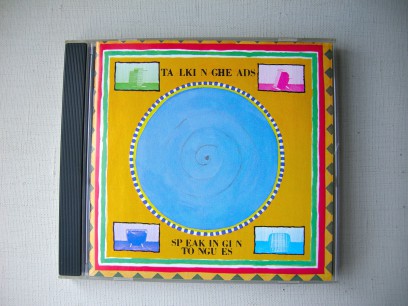 TA LKI N GHE ADS
SP EAK IN GI N
TO NGU ES